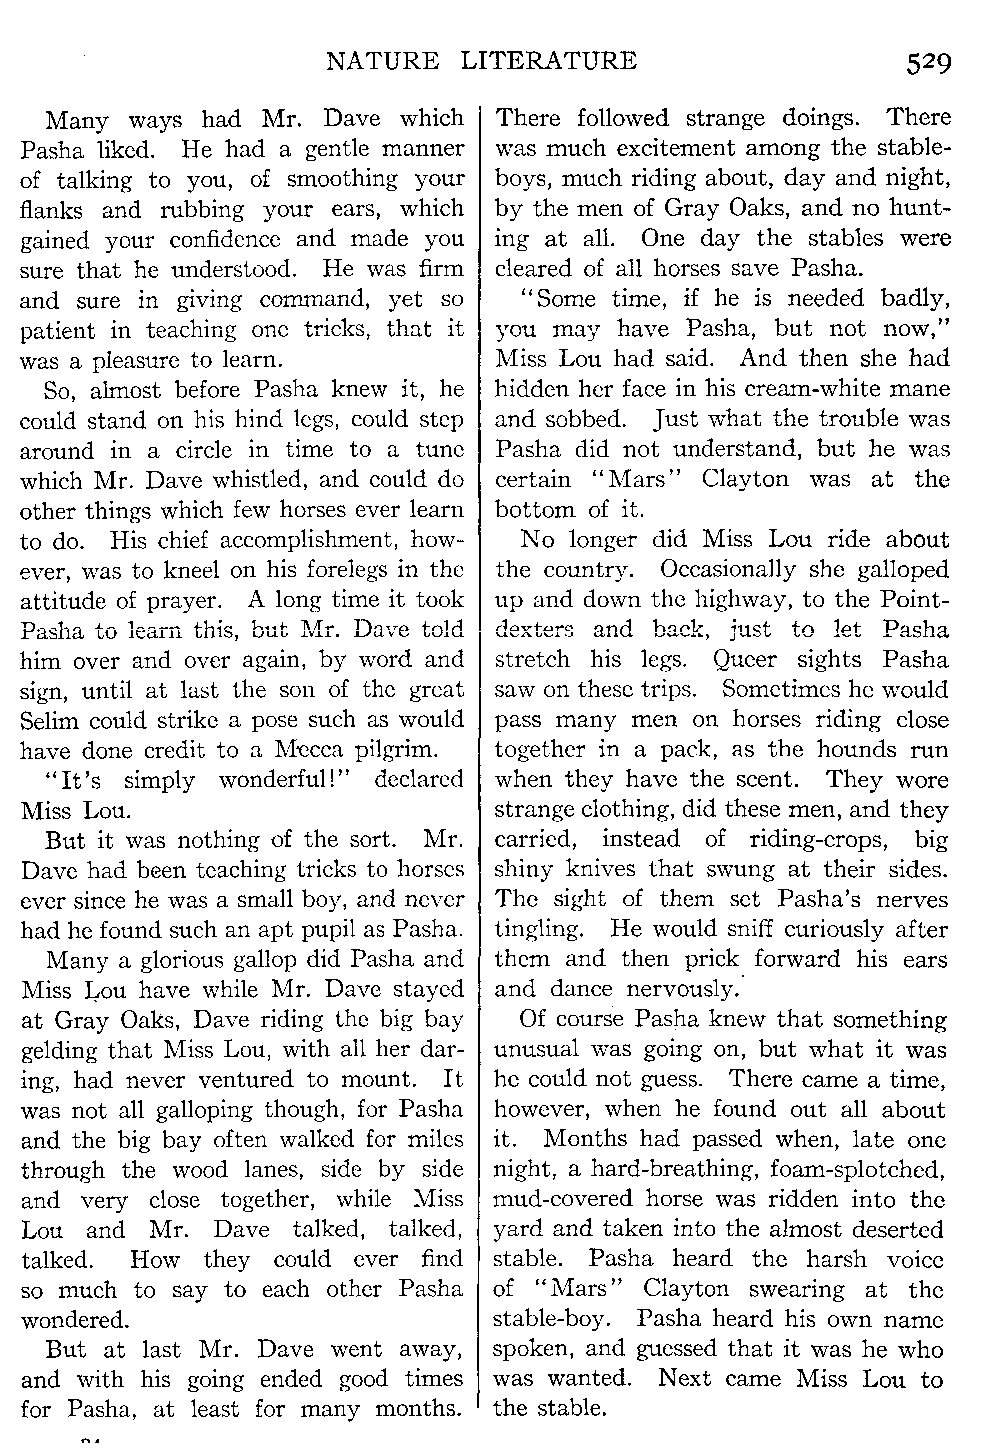 NATURE LITERATURE
529
Many ways had Mr. Dave which
Pasha liked. He had a gentle manner
of talking to you, of smoothing your
flanks and rubbing your ears, which
gained your confidence and made you
sure that he understood. He was firm
and sure in giving command, yet so
patient in teaching one tricks, that it
was a pleasure to learn.
So, almost before Pasha knew it, he
could stand on his hind legs, could step
around in a circle in time to a tune
which Mr. Dave whistled, and could do
other things which few horses ever learn
to do. His chief accomplishment, how-
ever, was to kneel on his forelegs in the
attitude of prayer. A long time it took
Pasha to learn this, but Mr. Dave told
him over and over again, by word and
sign, until at last the son of the great
Selim could strike a pose such as would
have done credit to a Mecca pilgrim.
"It's simply wonderful!" declared
Miss Lou.
But it was nothing of the sort. Mr.
Dave had been teaching tricks to horses
ever since he was a small boy, and never
had he found such an apt pupil as Pasha.
Many a glorious gallop did Pasha and
Miss Lou have while Mr. Dave stayed
at Gray Oaks, Dave riding the big bay
gelding that Miss Lou, with all her dar-
ing, had never ventured to mount. It
was not all galloping though, for Pasha
and the big bay often walked for miles
through the wood lanes, side by side
and very close together, while Miss
Lou and Mr. Dave talked, talked,
talked. How they could ever find
so much to say to each other Pasha
wondered.
But at last Mr. Dave went away,
and with his going ended good times
for Pasha, at least for many months.
There followed strange doings. There
was much excitement among the stable-
boys, much riding about, day and night,
by the men of Gray Oaks, and no hunt-
ing at all. One day the stables were
cleared of all horses save Pasha.
"Some time, if he is needed badly,
you may have Pasha, but not now,"
Miss Lou had said. And then she had
hidden her face in his cream-white mane
and sobbed. Just what the trouble was
Pasha did not understand, but he was
certain "Mars" Clayton was at the
bottom of it.
No longer did Miss Lou ride about
the country. Occasionally she galloped
up and down the highway, to the Point-
dexters and back, just to let Pasha
stretch his legs. Queer sights Pasha
saw on these trips. Sometimes he would
pass many men on horses riding close
together in a pack, as the hounds run
when they have the scent. They wore
strange clothing, did these men, and they
carried, instead of riding-crops, big
shiny knives that swung at their sides.
The sight of them set Pasha's nerves
tingling. He would sniff curiously after
them and then prick forward his ears
and dance nervously.
Of course Pasha knew that something
unusual was going on, but what it was
he could not guess. There came a time,
however, when he found out all about
it. Months had passed when, late one
night, a hard-breathing, foam-splotched,
mud-covered horse was ridden into the
yard and taken into the almost deserted
stable. Pasha heard the harsh voice
of "Mars" Clayton swearing at the
stable-boy. Pasha heard his own name
spoken, and guessed that it was he who
was wanted. Next came Miss Lou to
the stable.